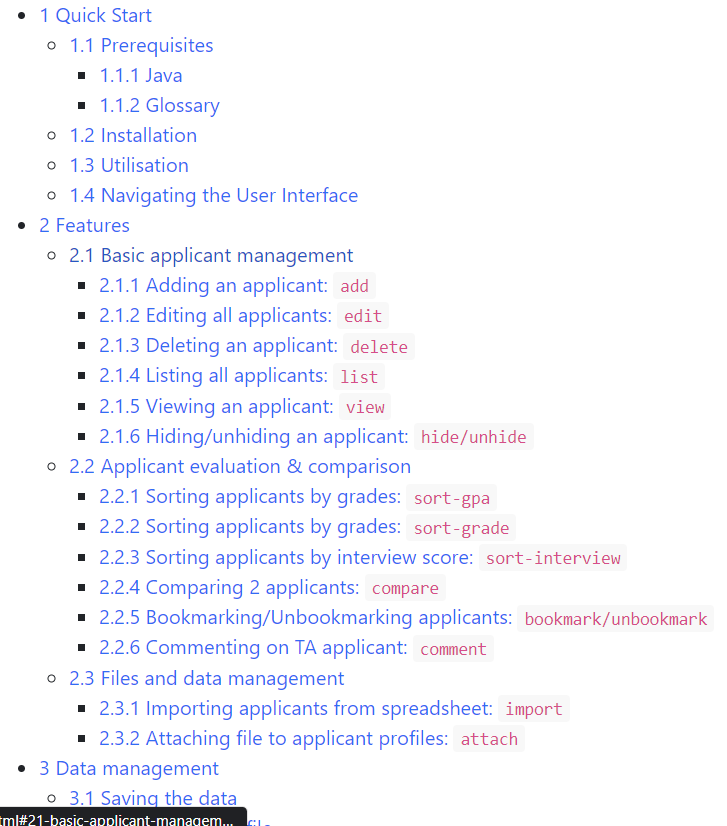 1 Quick Start
1.1 Prerequisites
1.1.1 Java
1.1.2 Glossary
1.2 Installation
1.3 Utilisation
1.4 Navigating the User Interface
2 Features
2.1 Basic applicant management
2.1.1 Adding an applicant: add
2.1.2 Editing all applicants: edit
2.1.3 Deleting an applicant: delete
2.1.4 Listing all applicants: list
2.1.5 Viewing an applicant: view
2.1.6 Hiding/unhiding an applicant: hide/unhide
2.2 Applicant evaluation & comparison
2.2.1 Sorting applicants by grades: sort-gpa
2.2.2 Sorting applicants by grades: sort-grade
2.2.3 Sorting applicants by interview score: sort-interview
2.2.4 Comparing 2 applicants: compare
2.2.5 Bookmarking/Unbookmarking applicants: bookmark/unbookmark
2.2.6 Commenting on TA applicant: comment
2.3 Files and data management
2.3.1 Importing applicants from spreadsheet: import
2.3.2 Attaching file to applicant profiles: attach
3 Data management
3.1 Saving the data
tml#21-basic-applicant-managem...